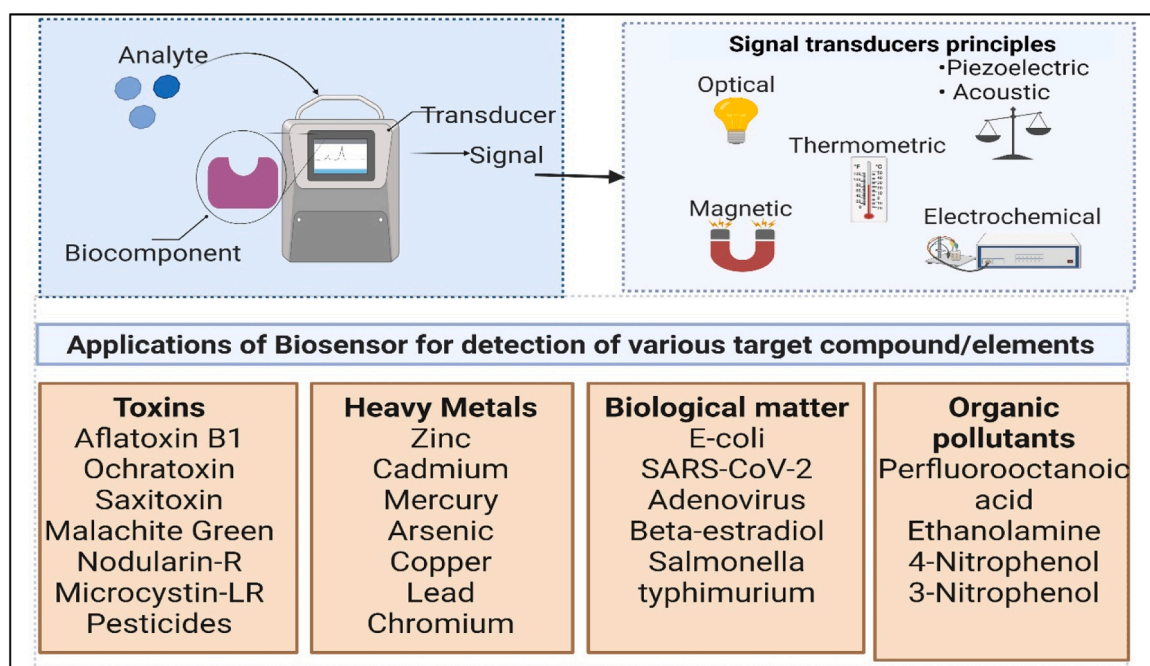 Analyte
Transducer
Signal
Biocomponent
Signal transducers principles
Optical
•Piezoelectric
• Acoustic
Thermometric
°F °C
Magnetic
Electrochemical
Applications of Biosensor for detection of various target compound/elements
Toxins
Aflatoxin B1
Ochratoxin
Saxitoxin
Malachite Green
Nodularin-R
Microcystin-LR
Pesticides
Heavy Metals
Zinc
Cadmium
Mercury
Arsenic
Copper
Lead
Chromium
Biological matter
E-coli
SARS-CoV-2
Adenovirus
Beta-estradiol
Salmonella
typhimurium
Organic
pollutants
Perfluorooctanoic
acid
Ethanolamine
4-Nitrophenol
3-Nitrophenol